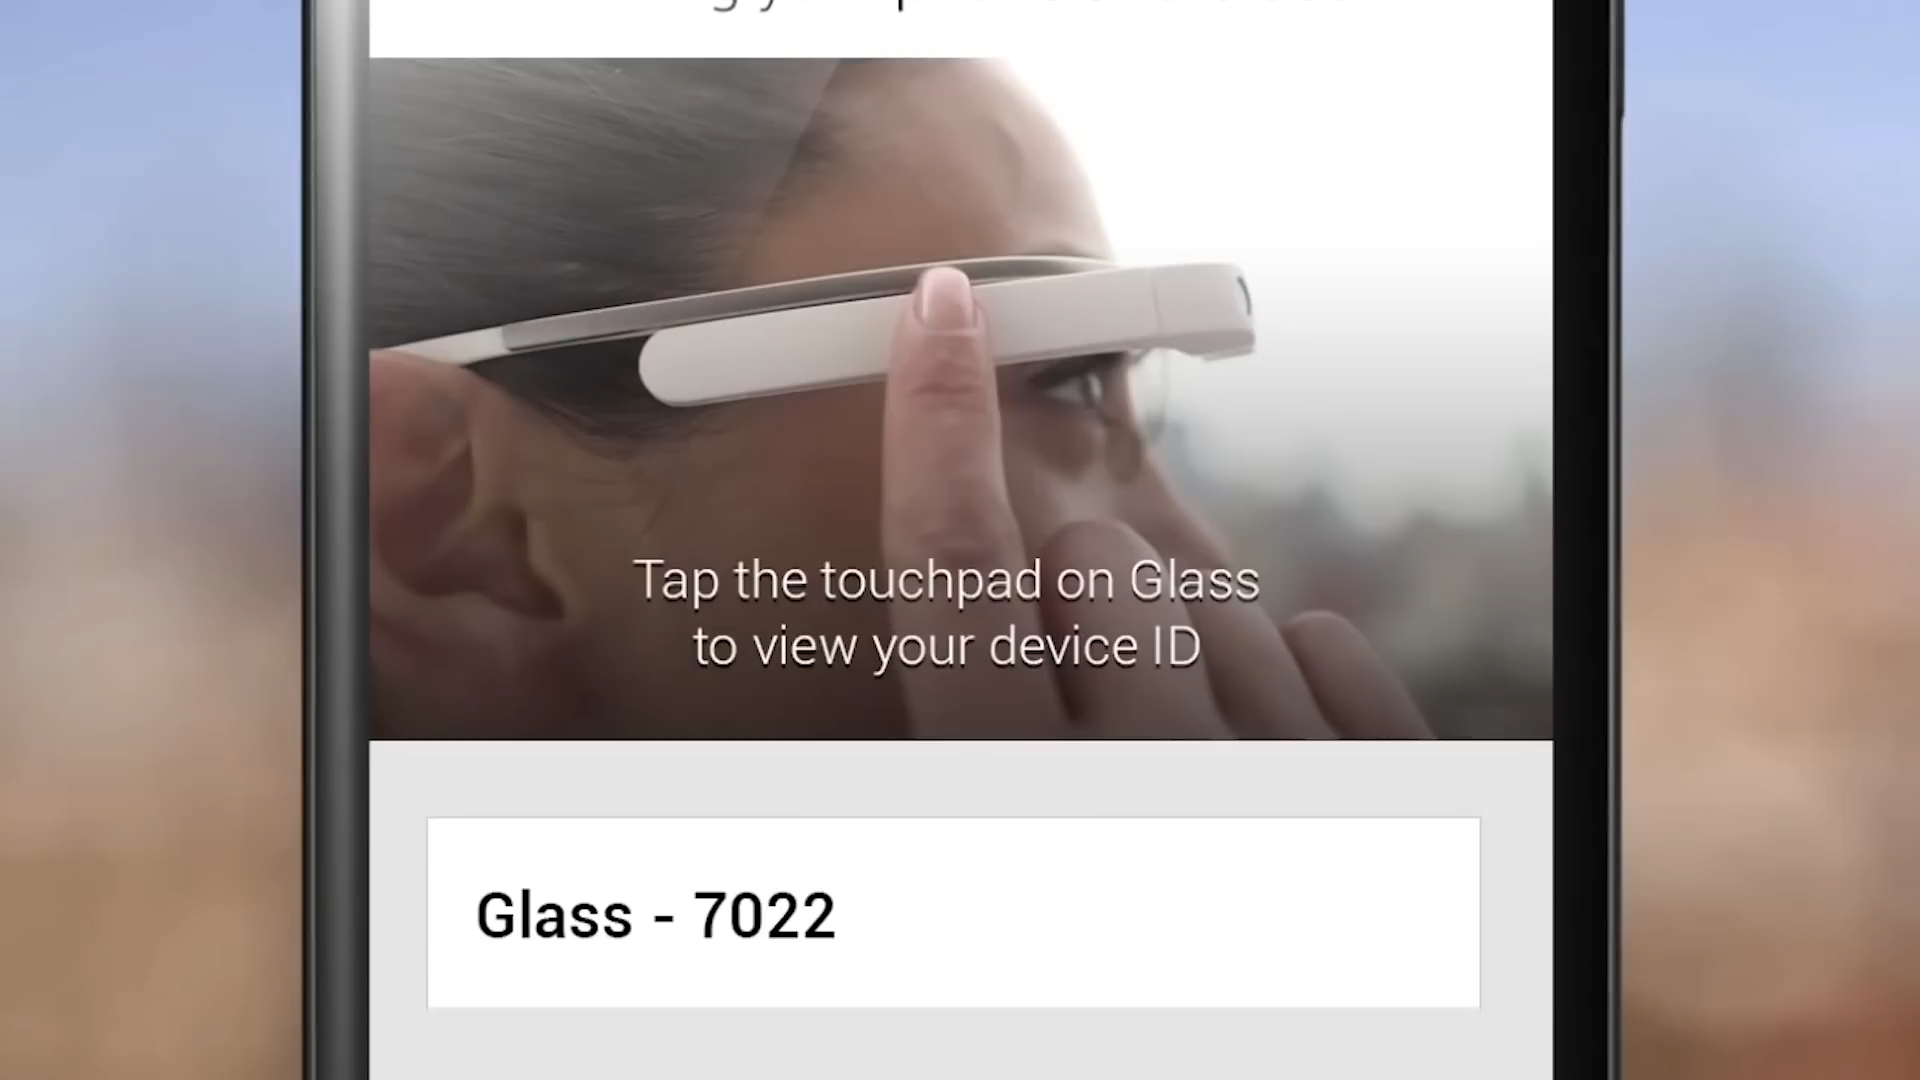 Tap the touchpad on Glass
to view your device ID
Glass - 7022